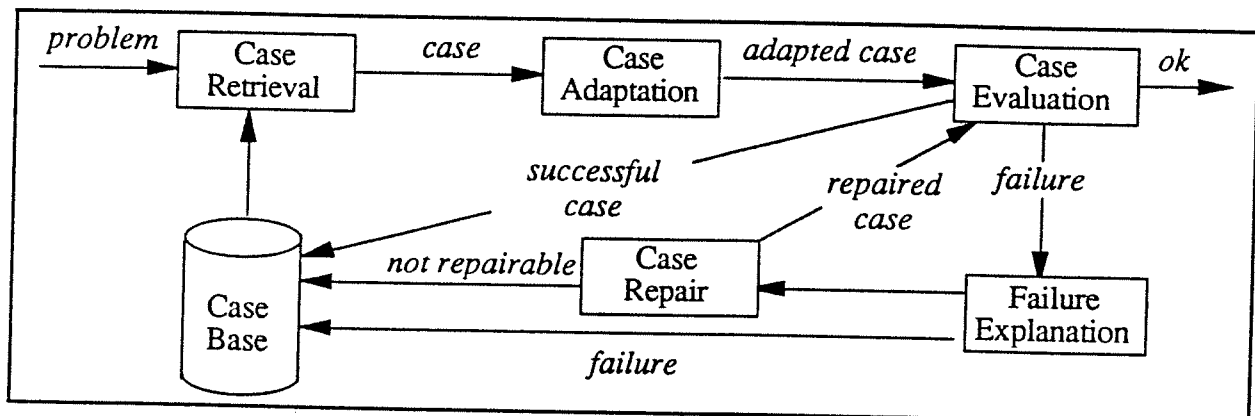 problem
Case
Retrieval
case
Case
Adaptation
adapted case
Case
Evaluation
ok
successful
case
repaired
case
failure
not repairable
Case
Repair
Case
Base
Failure
Explanation
failure